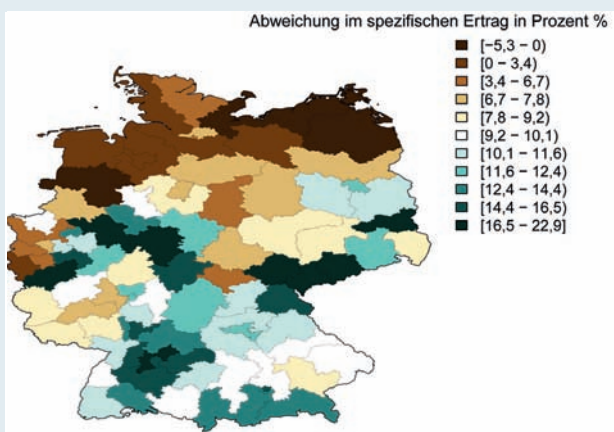 Abweichung im spezifischen Ertrag in Prozent %
[−5,3 − 0)
[0 − 3,4)
[3,4 − 6,7)
[6,7 − 7,8)
[7,8 − 9,2)
[9,2 − 10,1)
[10,1 − 11,6)
[11,6 − 12,4)
[12,4 − 14,4)
[14,4 − 16,5)
[16,5 − 22,9]